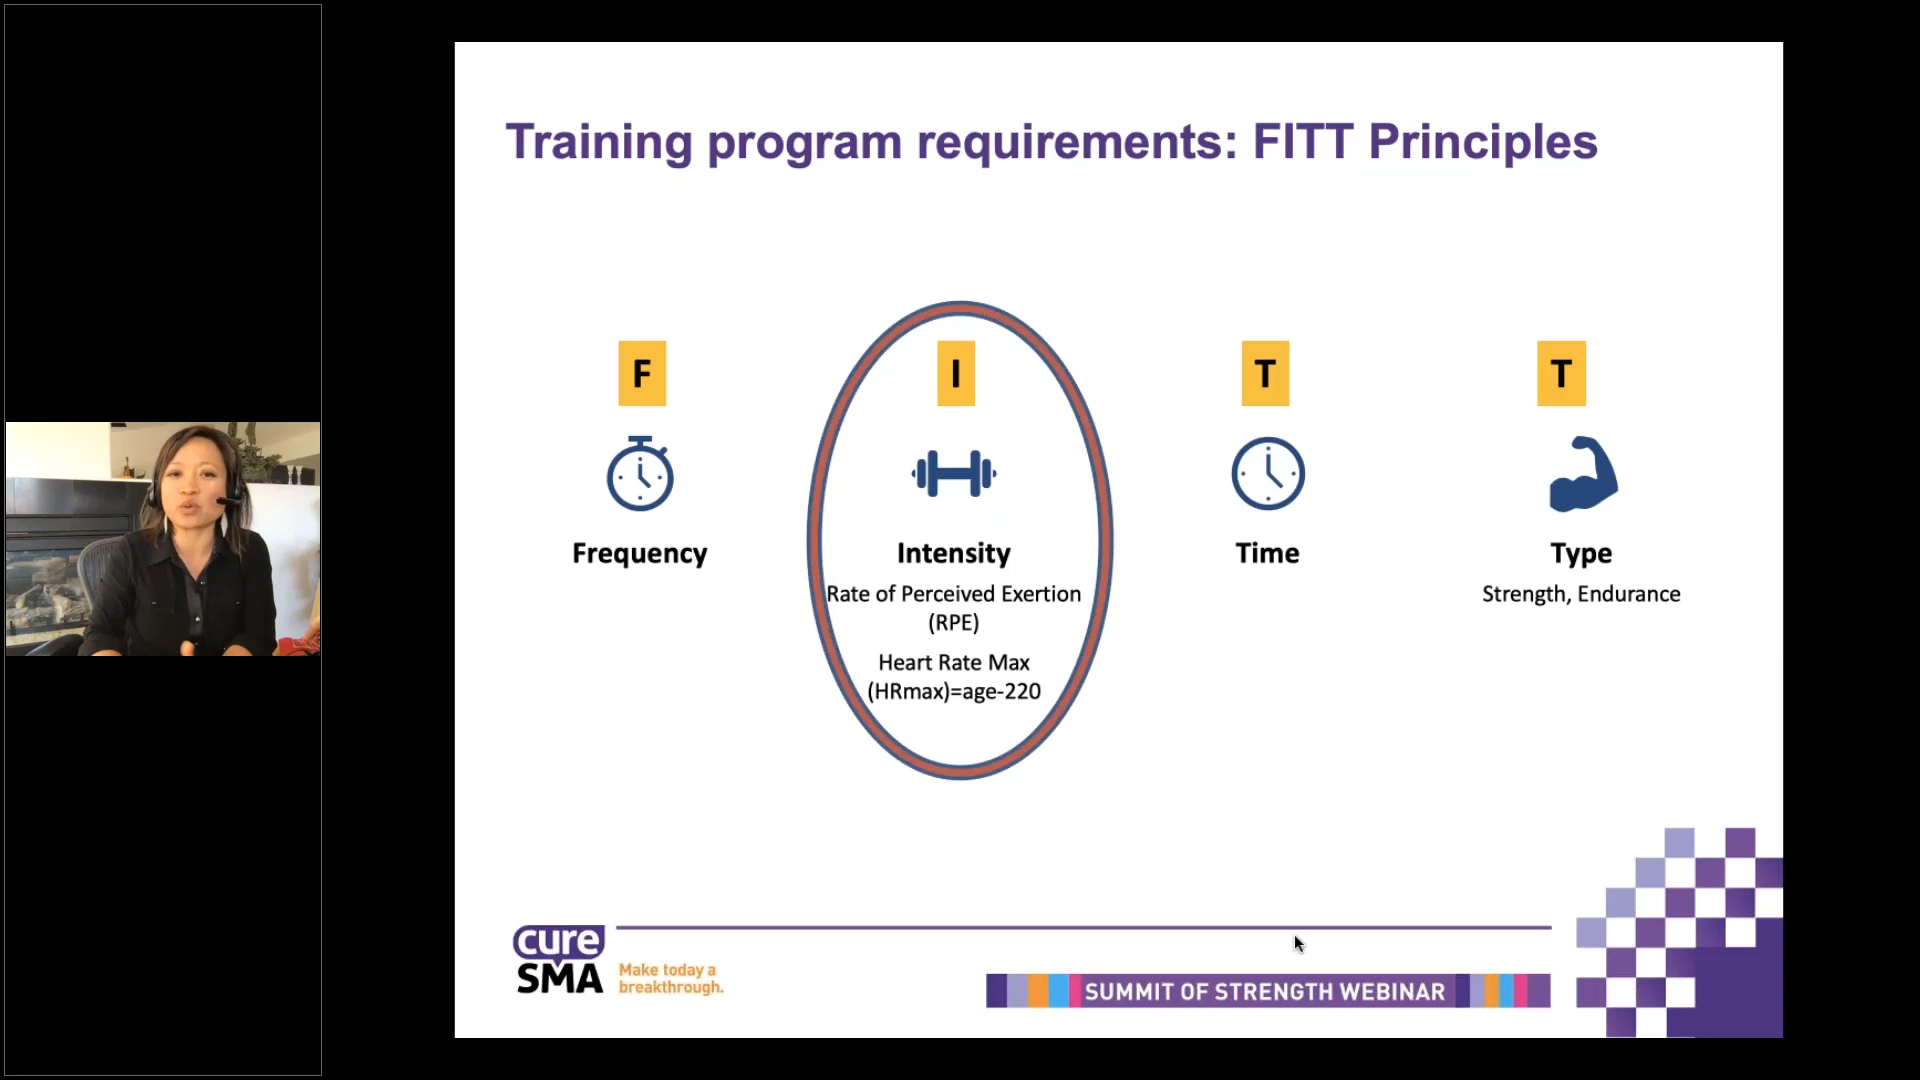 Training program requirements: FITT Principles
F
I
T
T
Frequency
Intensity
Time
Type
Rate of Perceived Exertion
(RPE)
Strength, Endurance
Heart Rate Max
(HRmax)=age-220
cure
SMA
Make today a
breakthrough.
SUMMIT OF STRENGTH WEBINAR